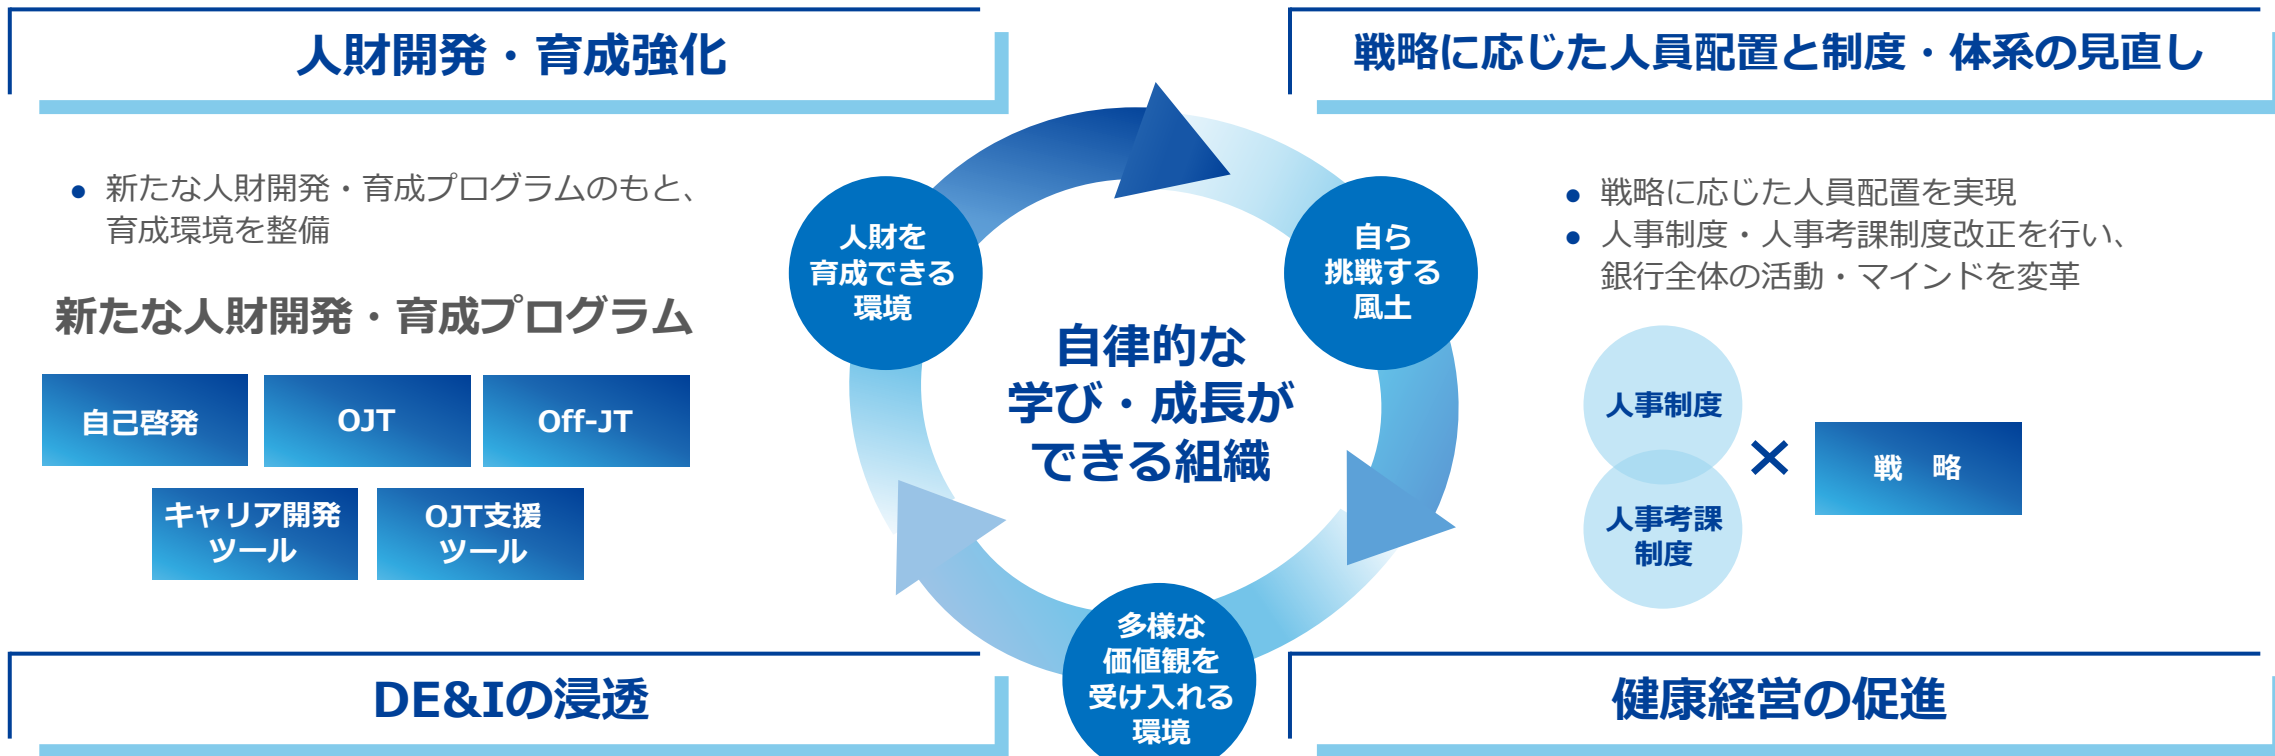 人財開発・育成強化
戦略に応じた人員配置と制度・体系の見直し
● 新たな人財開発・育成プログラムのもと、
育成環境を整備
新たな人財開発・育成プログラム
自己啓発
OJT
Off-JT
キャリア開発
ツール
OJT支援
ツール
人財を
育成できる
環境
自ら
挑戦する
風土
自律的な
学び・成長が
できる組織
多様な
価値観を
受け入れる
環境
● 戦略に応じた人員配置を実現
● 人事制度・人事考課制度改正を行い、
銀行全体の活動・マインドを変革
人事制度
人事考課
制度
×
戦　略
DE&Iの浸透
健康経営の促進